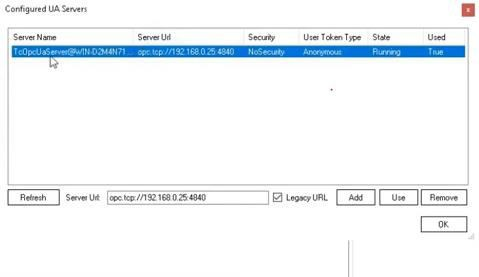 Configured UA Servers
x
Server Name Server Url Security User Token Type State Used
TcOpcUaServer@WIN-D2M4N71... opc.tcp://192.168.0.25:4840 NoSecurity Anonymous Running True
Refresh Server Url: opc.tcp://192.168.0.25:4840 Legacy URL Add Use Remove
OK